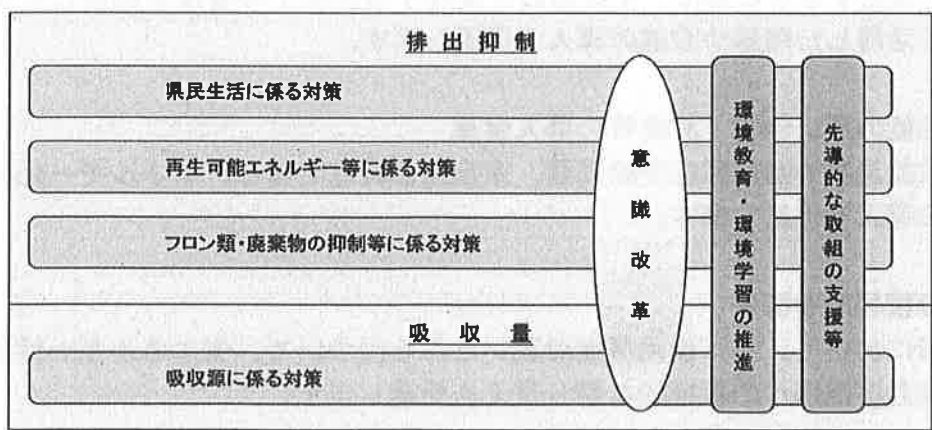 排出抑制
県民生活に係る対策
再生可能エネルギー等に係る対策
フロン類・廃棄物の抑制等に係る対策
吸収量
吸収源に係る対策
意識改革
環境教育・環境学習の推進
先導的な取組の支援等